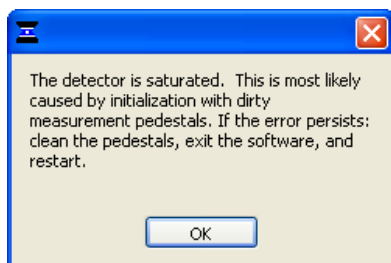 The detector is saturated. This is most likely
caused by initialization with dirty
measurement pedestals. If the error persists:
clean the pedestals, exit the software, and
restart.
OK